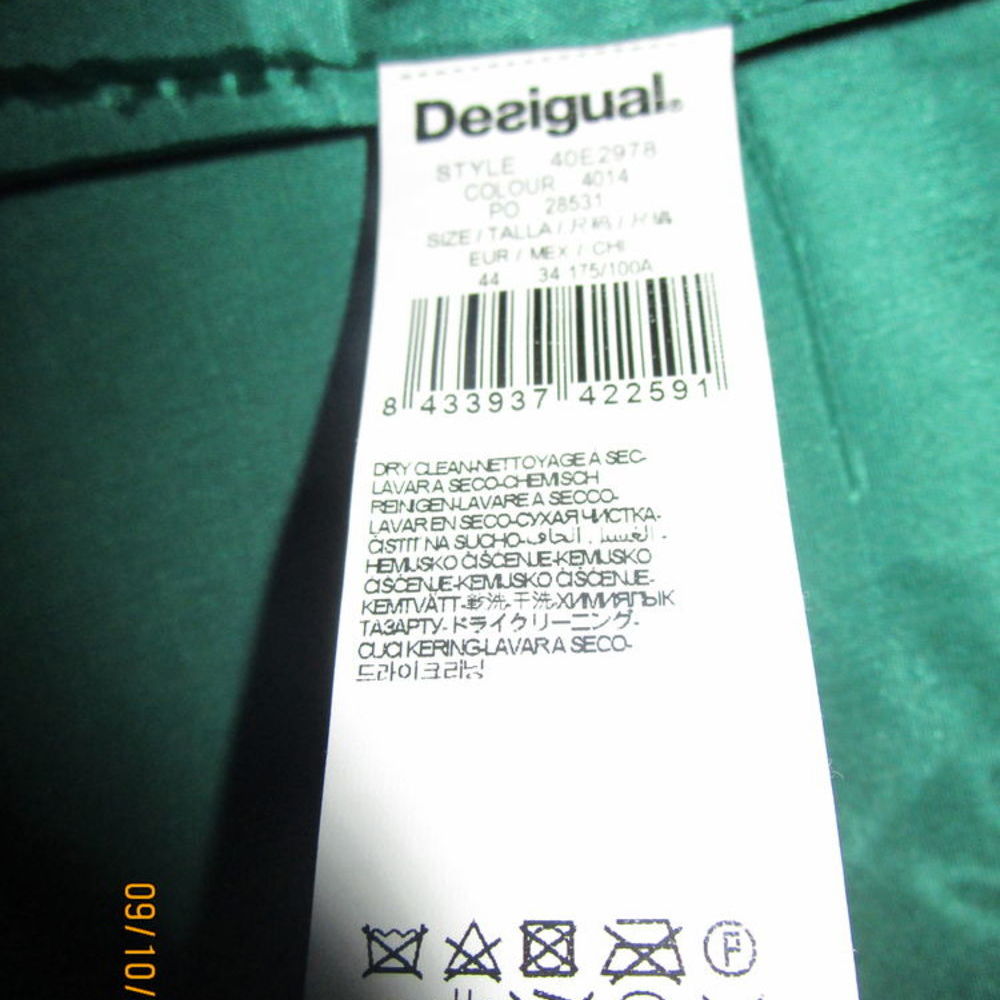 Desigual.
STYLE 40E2978
COLOUR 4014
PO 28531
SIZE / TALLA /
EUR / MEX / CHI
44 34 175/100A
8 433937 422591
DRY CLEAN-NETTOYAGE A SEC-
LAVAR A SECO-CHEMISCH
REINIGEN-LAVARE A SECCO-
LAVAR EN SECO-СУХАЯ ЧИСТКА-
ČISTIT NA SUCHO-
HEMIJSKO ČIŠĆENJE-KEMIJSKO
ČIŠĆENJE-KEMIJSKO ČIŠĆENJE-
KEMTVÄTT-乾洗-干洗-ХИМИЯЛЫК
ТАЗАРТУ-ドライクリーニング-
CUCI KERING-LAVAR A SECO-
드라이크리닝
F
09/10/